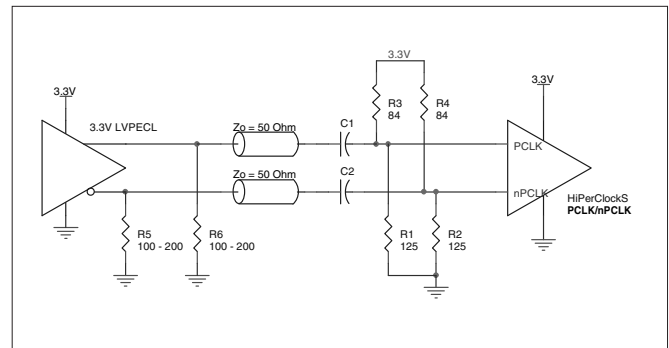 3.3V
3.3V
3.3V
R3
84
R4
84
3.3V LVPECL
Zo = 50 Ohm
C1
PCLK
Zo = 50 Ohm
C2
nPCLK
HiPerClockS
PCLK/nPCLK
R5
100 - 200
R6
100 - 200
R1
125
R2
125